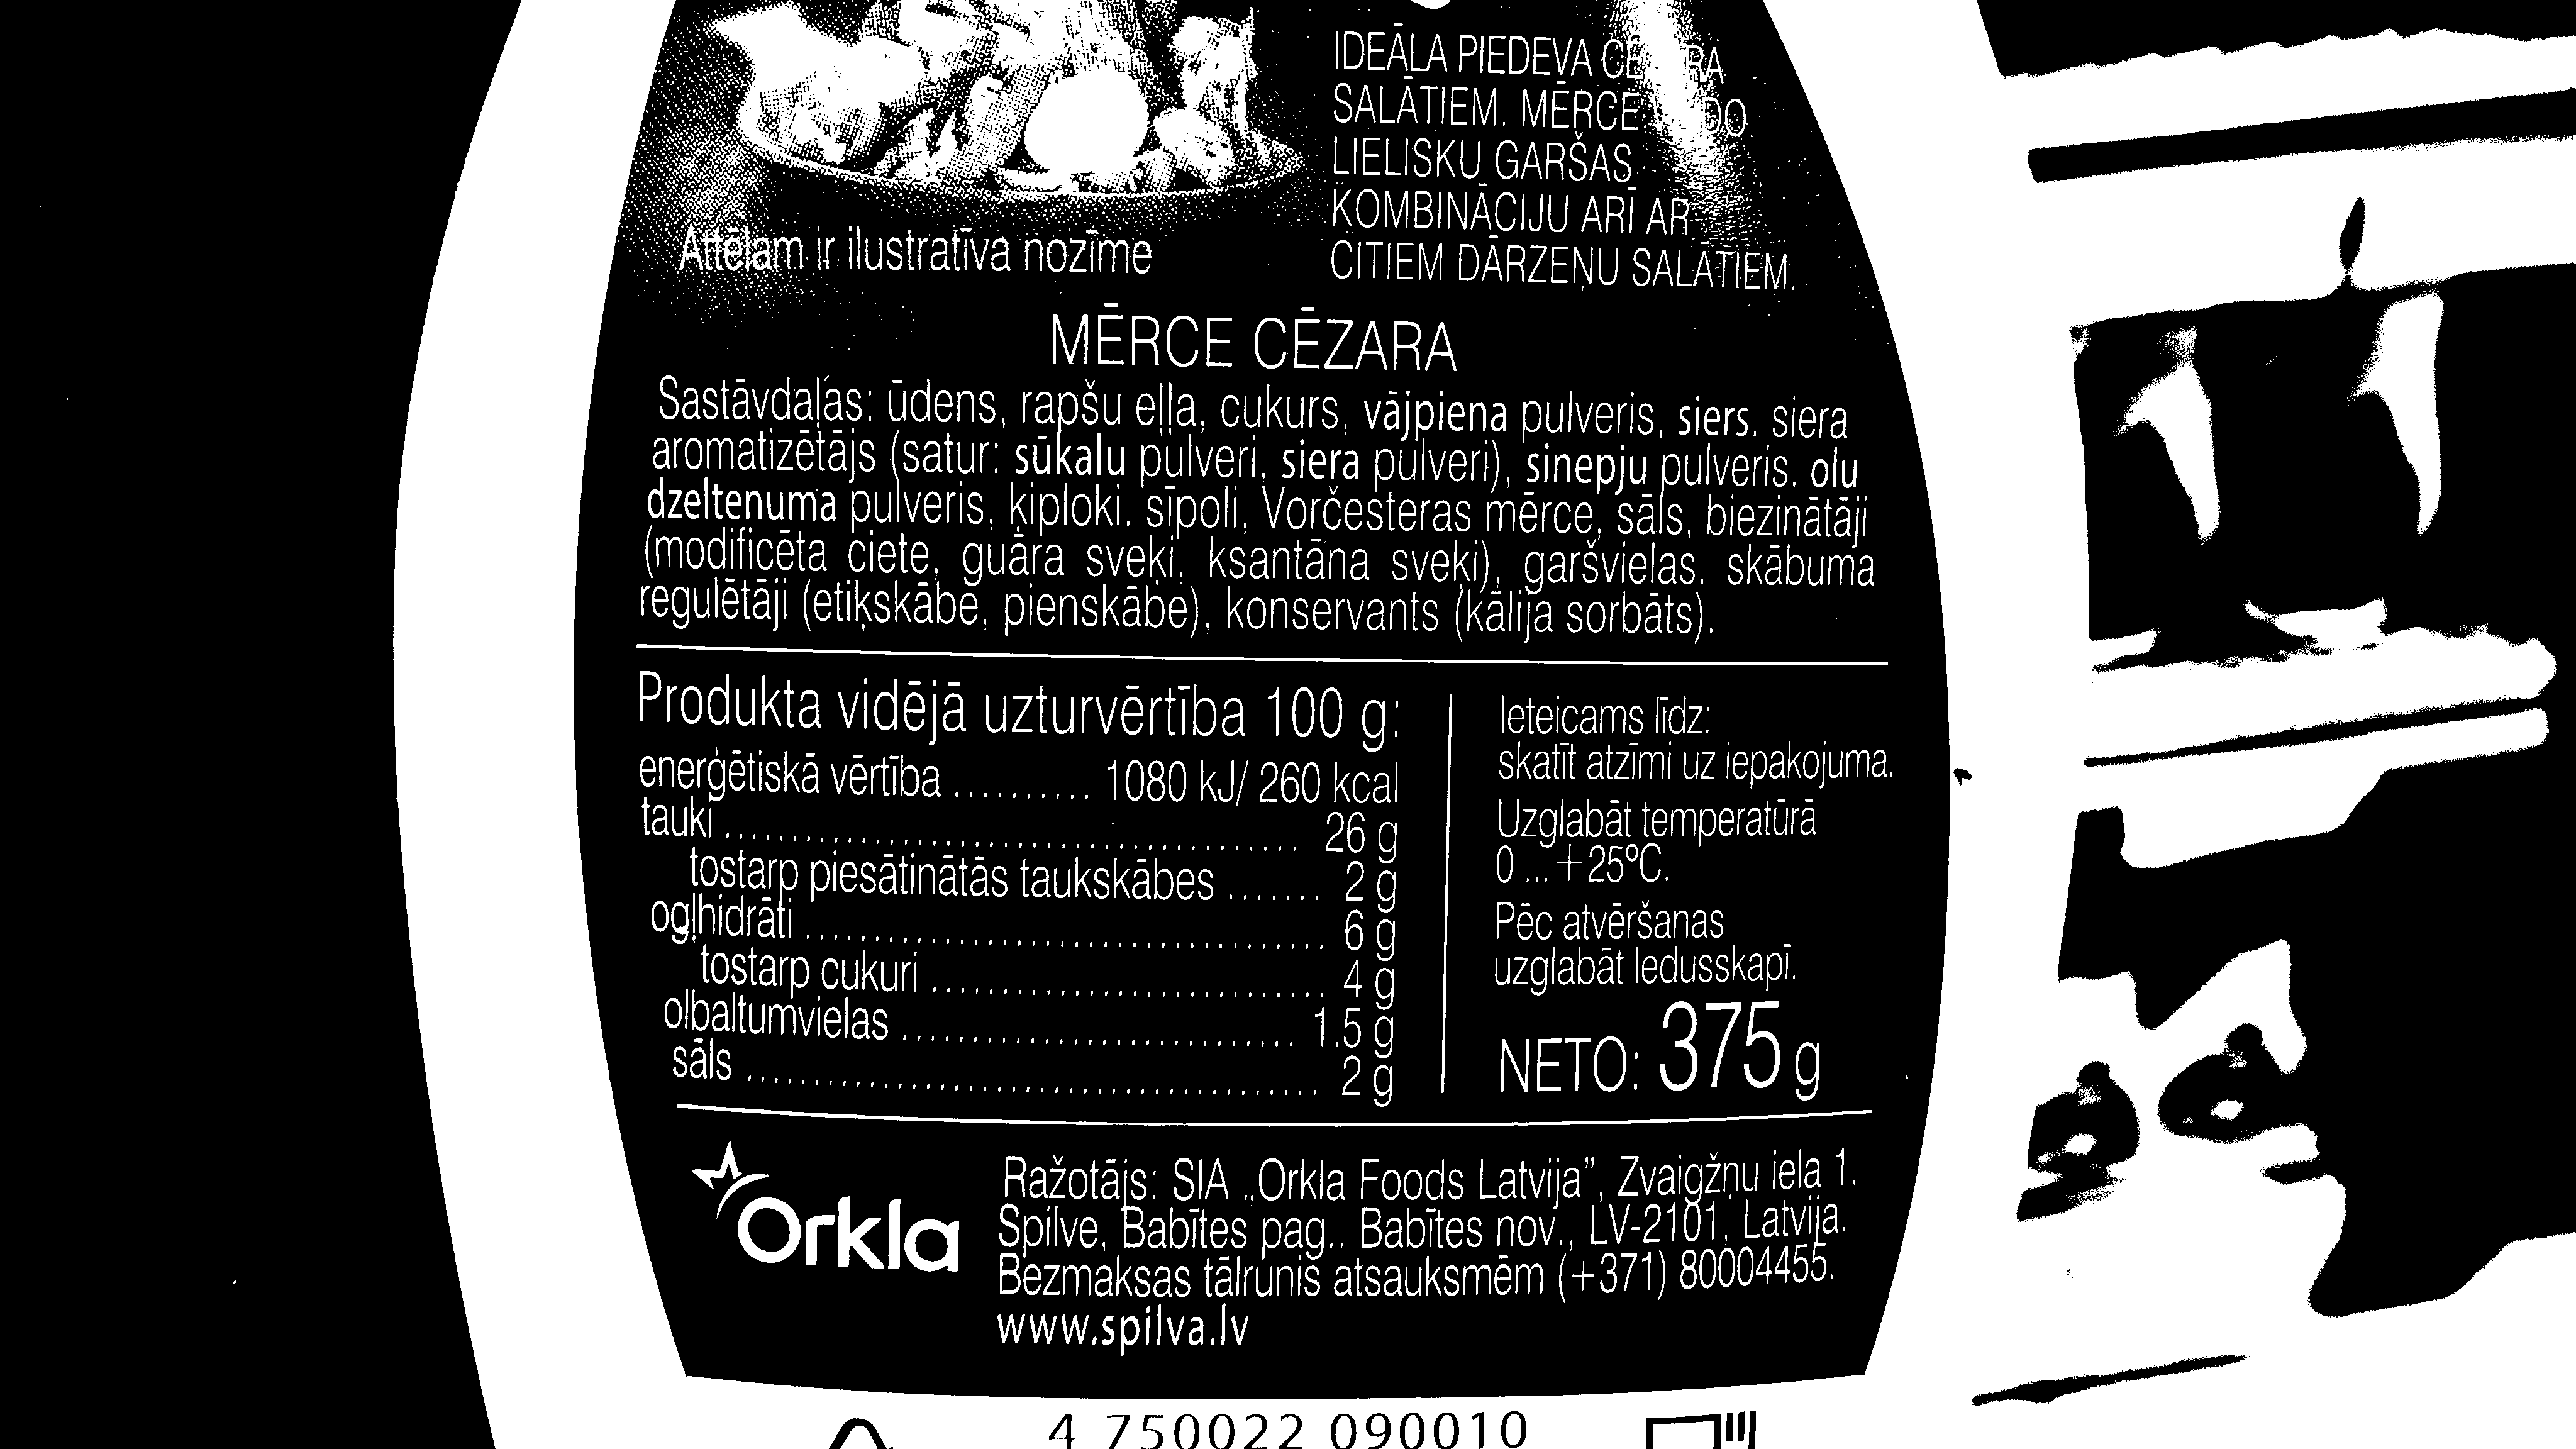 IDEĀLA PIEDEVA
SALĀTIEM. MĒRCE
LIELISKU GARŠAS
KOMBINĀCIJU ARĪ AR
CITIEM DĀRZEŅU SALĀTIEM.
Attēlam ir ilustratīva nozīme
MĒRCE CĒZARA
Sastāvdaļas: ūdens, rapšu eļļa, cukurs, vājpiena pulveris, siers, siera
aromatizētājs (satur: sūkalu pulveri, siera pulveri), sinepju pulveris, olu
dzeltenuma pulveris, ķiploki, sīpoli, Vorčesteras mērce, sāls, biezinātāji
(modificēta ciete, guāra sveķi, ksantāna sveķi), garšvielas, skābuma
regulētāji (etiķskābe, pienskābe), konservants (kālija sorbāts).
Produkta vidējā uzturvērtība 100 g:
enerģētiskā vērtība .......... 1080 kJ/ 260 kcal
tauki .......................................... 26 g
tostarp piesātinātās taukskābes ....... 2 g
ogļhidrāti ..................................... 6 g
tostarp cukuri ............................ 4 g
olbaltumvielas ............................ 1,5 g
sāls .......................................... 2 g
Ieteicams līdz:
skatīt atzīmi uz iepakojuma.
Uzglabāt temperatūrā
0 ... +25°C.
Pēc atvēršanas
uzglabāt ledusskapī.
NETO: 375 g
Orkla
Ražotājs: SIA „Orkla Foods Latvija”, Zvaigžņu iela 1,
Spilve, Babītes pag., Babītes nov., LV-2101, Latvija.
Bezmaksas tālrunis atsauksmēm (+371) 80004455.
www.spilva.lv
4 750022 090010